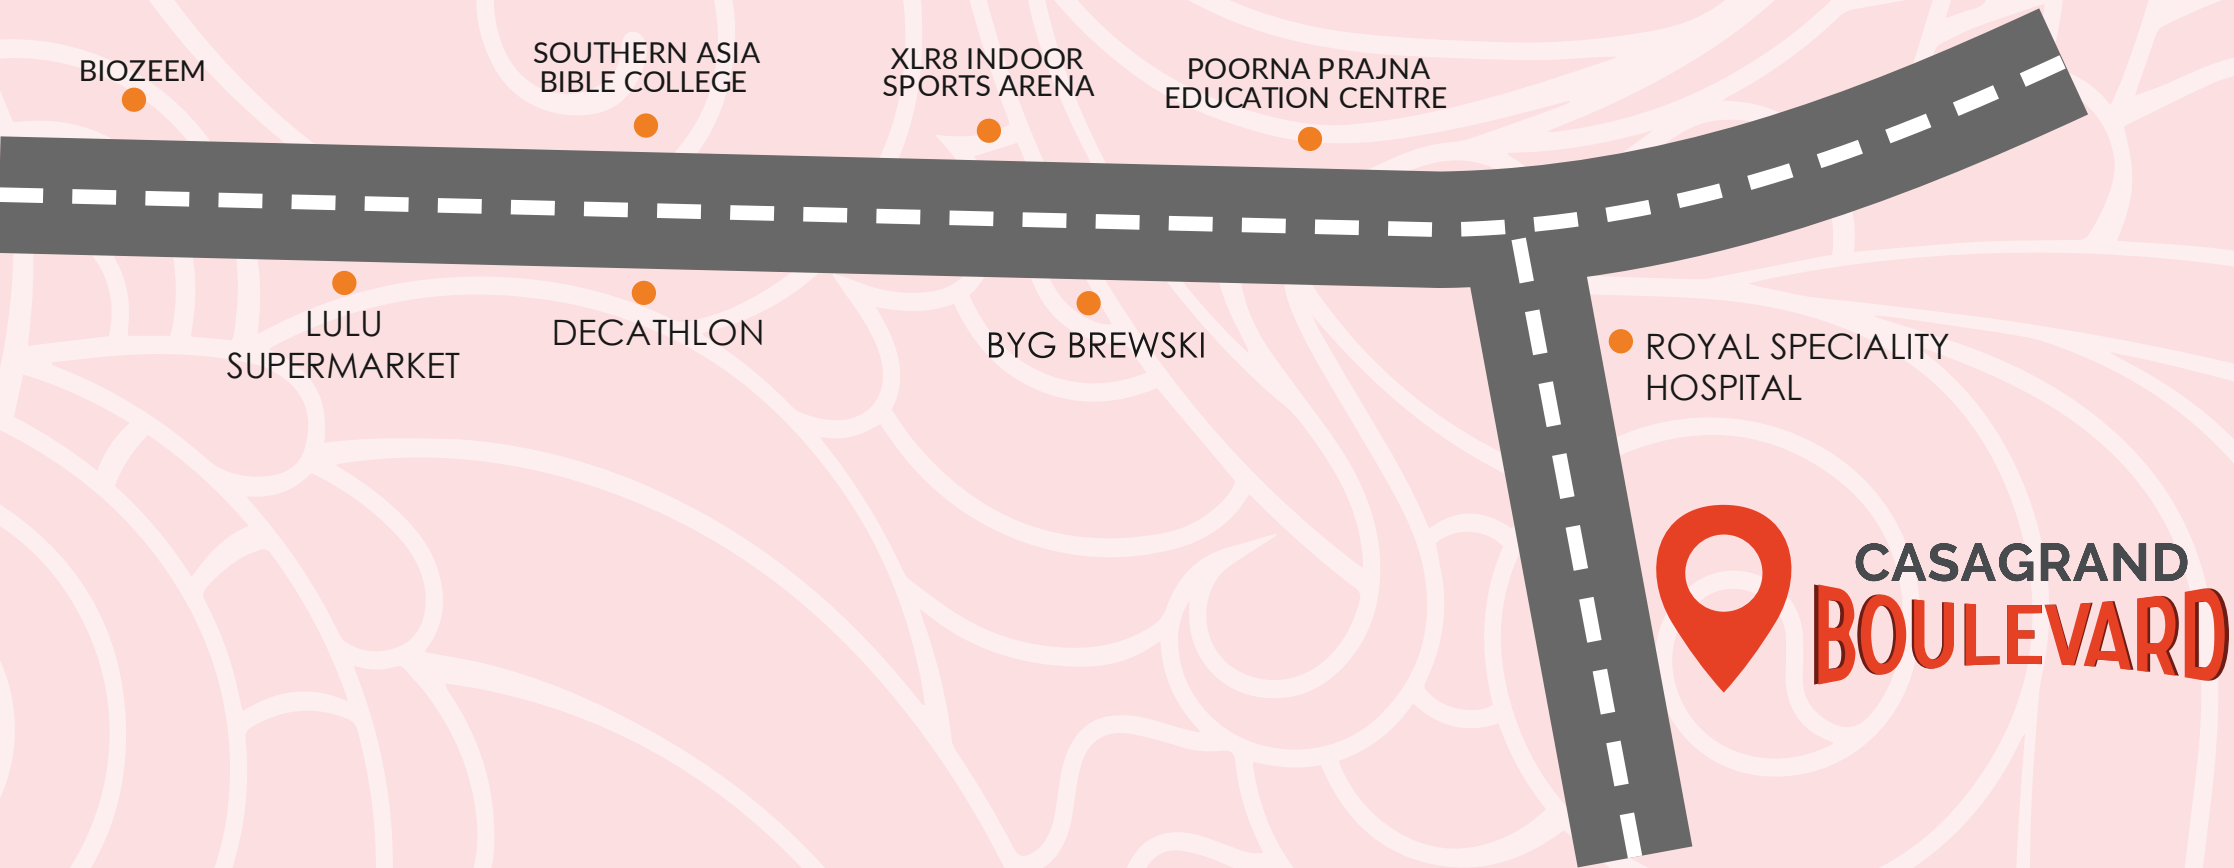 BIOZEEM
SOUTHERN ASIA
BIBLE COLLEGE
XLR8 INDOOR
SPORTS ARENA
POORNA PRAJNA
EDUCATION CENTRE
LULU
SUPERMARKET
DECATHLON
BYG BREWSKI
ROYAL SPECIALITY
HOSPITAL
CASAGRAND
BOULEVARD